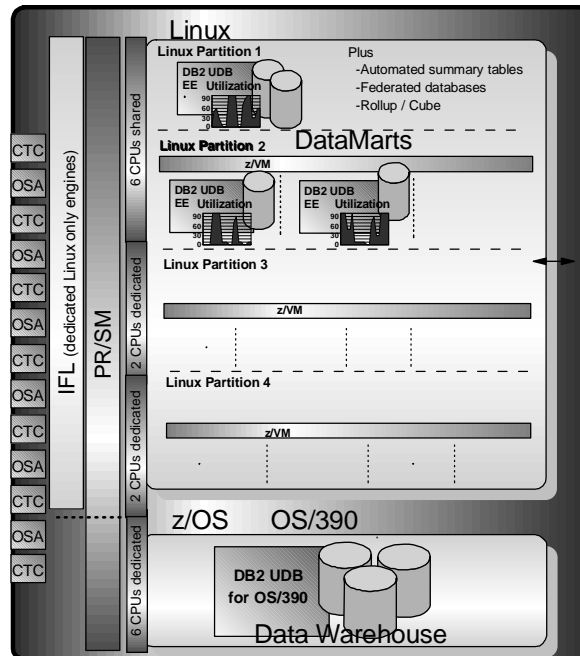 Linux
Linux Partition 1
DB2 UDB
EE
Utilization
90
60
30
0
Plus
-Automated summary tables
-Federated databases
-Rollup / Cube
Linux Partition 2
DataMarts
z/VM
DB2 UDB
EE
Utilization
90
60
30
0
DB2 UDB
EE
Utilization
90
60
30
0
Linux Partition 3
z/VM
Linux Partition 4
z/VM
z/OS OS/390
DB2 UDB
for OS/390
Data Warehouse
CTC
OSA
CTC
OSA
CTC
OSA
CTC
OSA
CTC
OSA
CTC
OSA
CTC
IFL (dedicated Linux only engines)
PR/SM
6 CPUs shared
2 CPUs dedicated
2 CPUs dedicated
6 CPUs dedicated